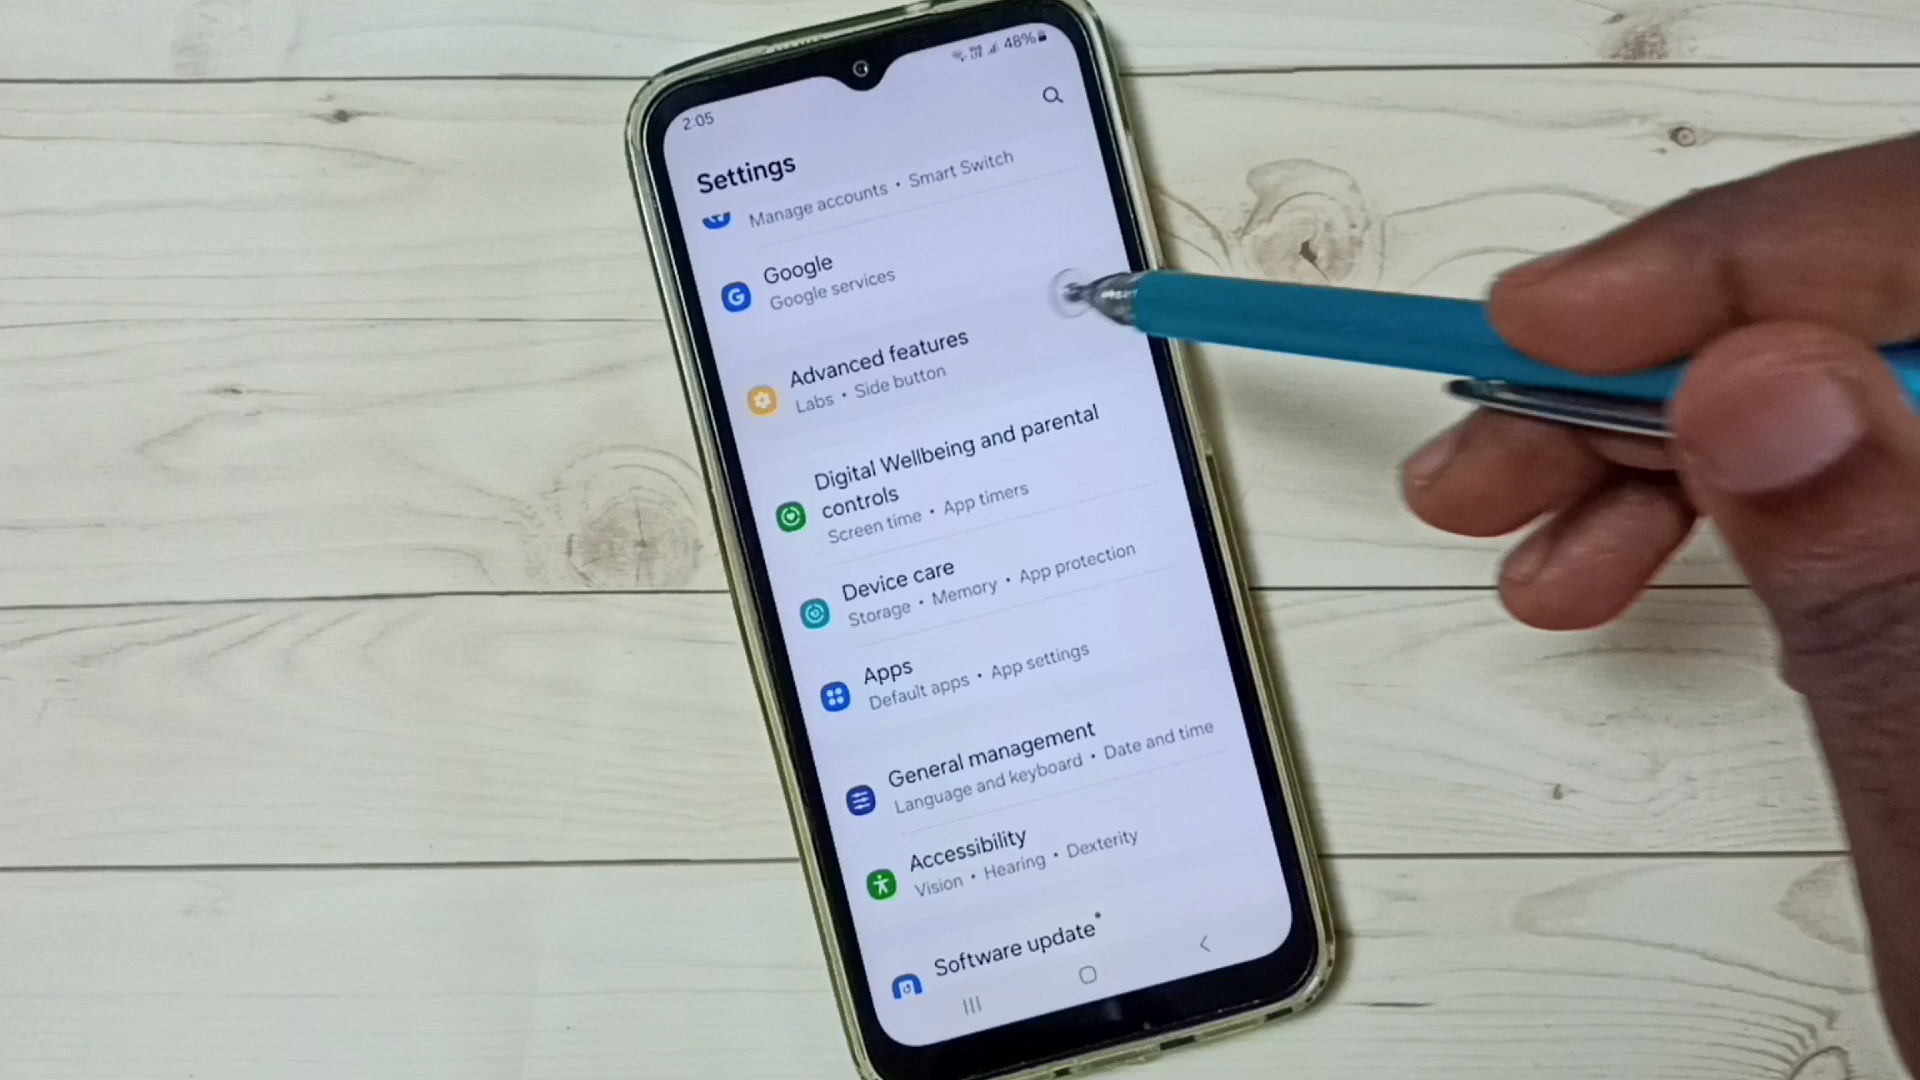 2:05
48%
Settings
Manage accounts • Smart Switch
Google
Google services
Advanced features
Labs • Side button
Digital Wellbeing and parental
controls
Screen time • App timers
Device care
Storage • Memory • App protection
Apps
Default apps • App settings
General management
Language and keyboard • Date and time
Accessibility
Vision • Hearing • Dexterity
Software update